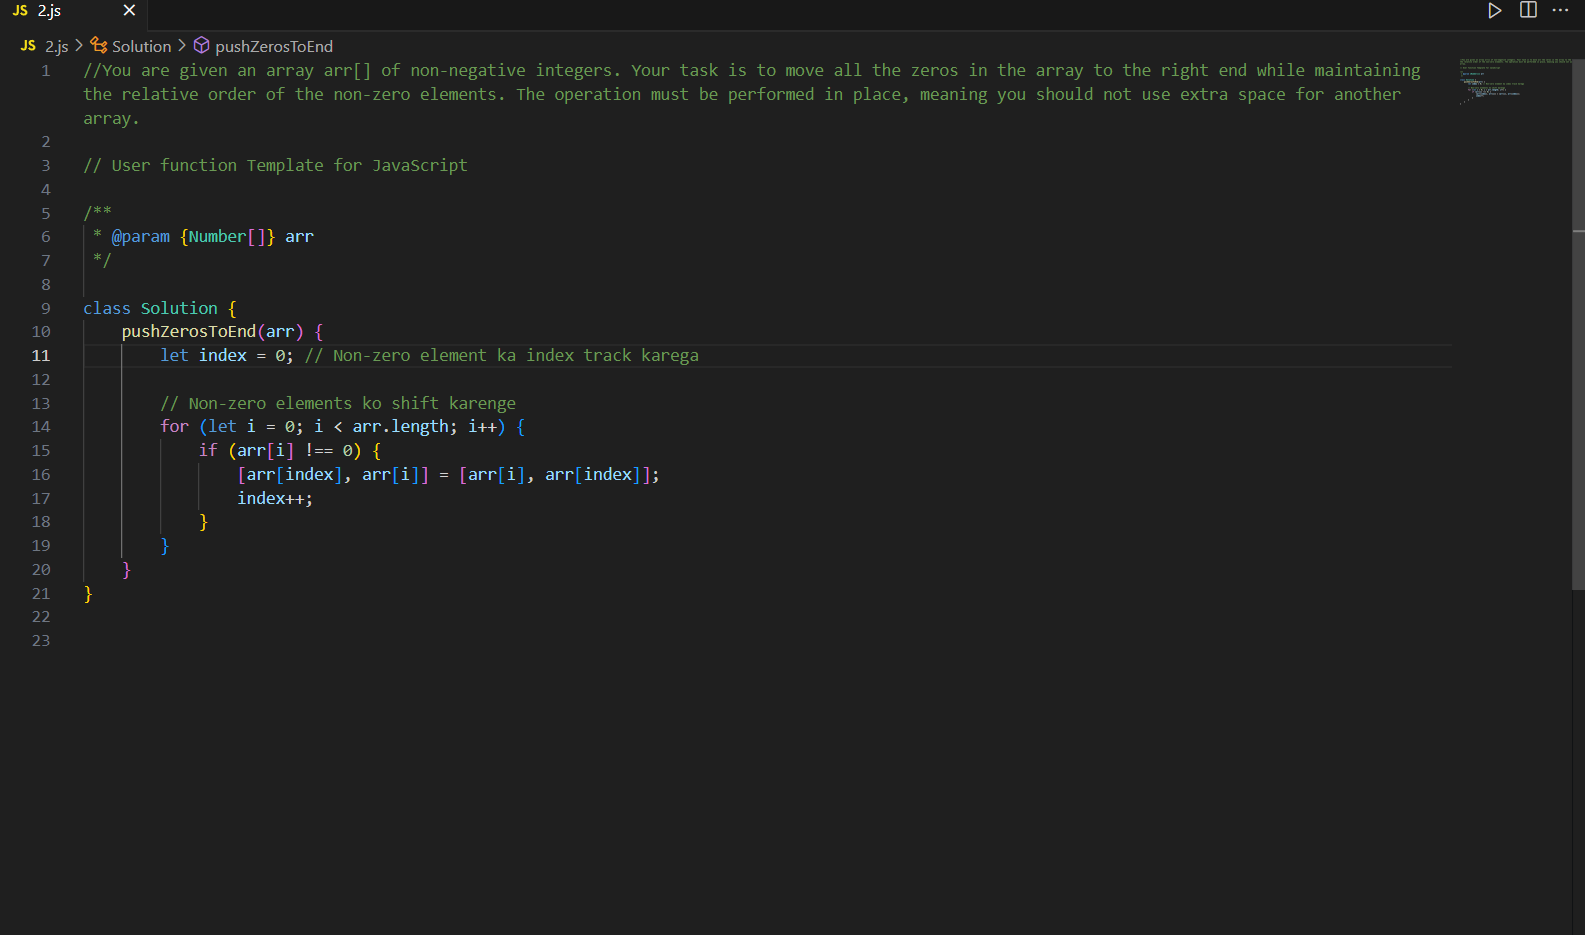 JS 2.js
JS 2.js > Solution > pushZerosToEnd
1 //You are given an array arr[] of non-negative integers. Your task is to move all the zeros in the array to the right end while maintaining
the relative order of the non-zero elements. The operation must be performed in place, meaning you should not use extra space for another
array.
2
3 // User function Template for JavaScript
4
5 /**
6  * @param {Number[]} arr
7  */
8
9 class Solution {
10     pushZerosToEnd(arr) {
11         let index = 0; // Non-zero element ka index track karega
12
13         // Non-zero elements ko shift karenge
14         for (let i = 0; i < arr.length; i++) {
15             if (arr[i] !== 0) {
16                 [arr[index], arr[i]] = [arr[i], arr[index]];
17                 index++;
18             }
19         }
20     }
21 }
22
23